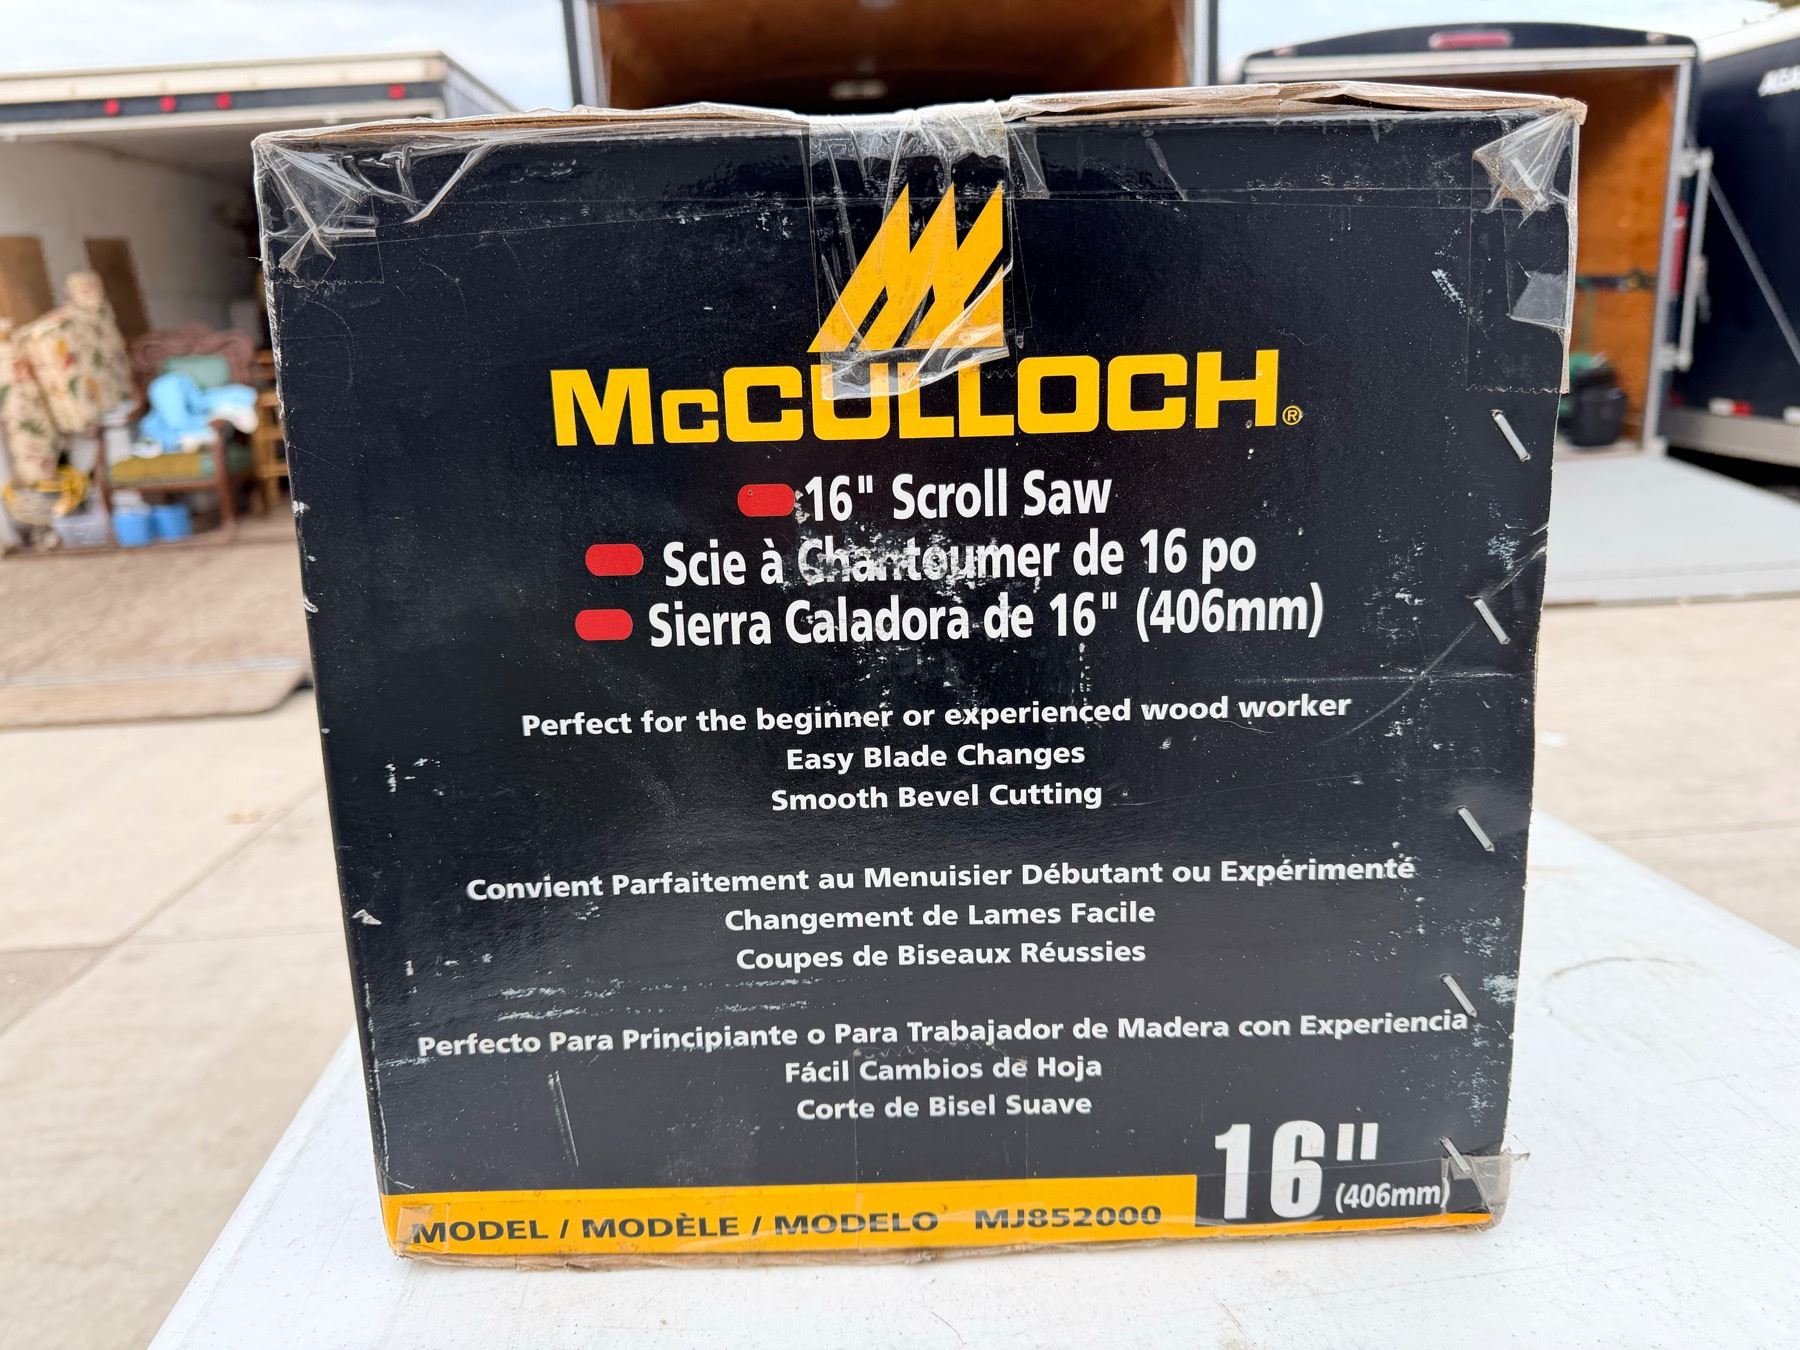 McCULLOCH®
16" Scroll Saw
Scie à Chantoumer de 16 po
Sierra Caladora de 16" (406mm)
Perfect for the beginner or experienced wood worker
Easy Blade Changes
Smooth Bevel Cutting
Convient Parfaitement au Menuisier Débutant ou Expérimenté
Changement de Lames Facile
Coupes de Biseaux Réussies
Perfecto Para Principiante o Para Trabajador de Madera con Experiencia
Fácil Cambios de Hoja
Corte de Bisel Suave
16"
(406mm)
MODEL / MODÈLE / MODELO MJ852000